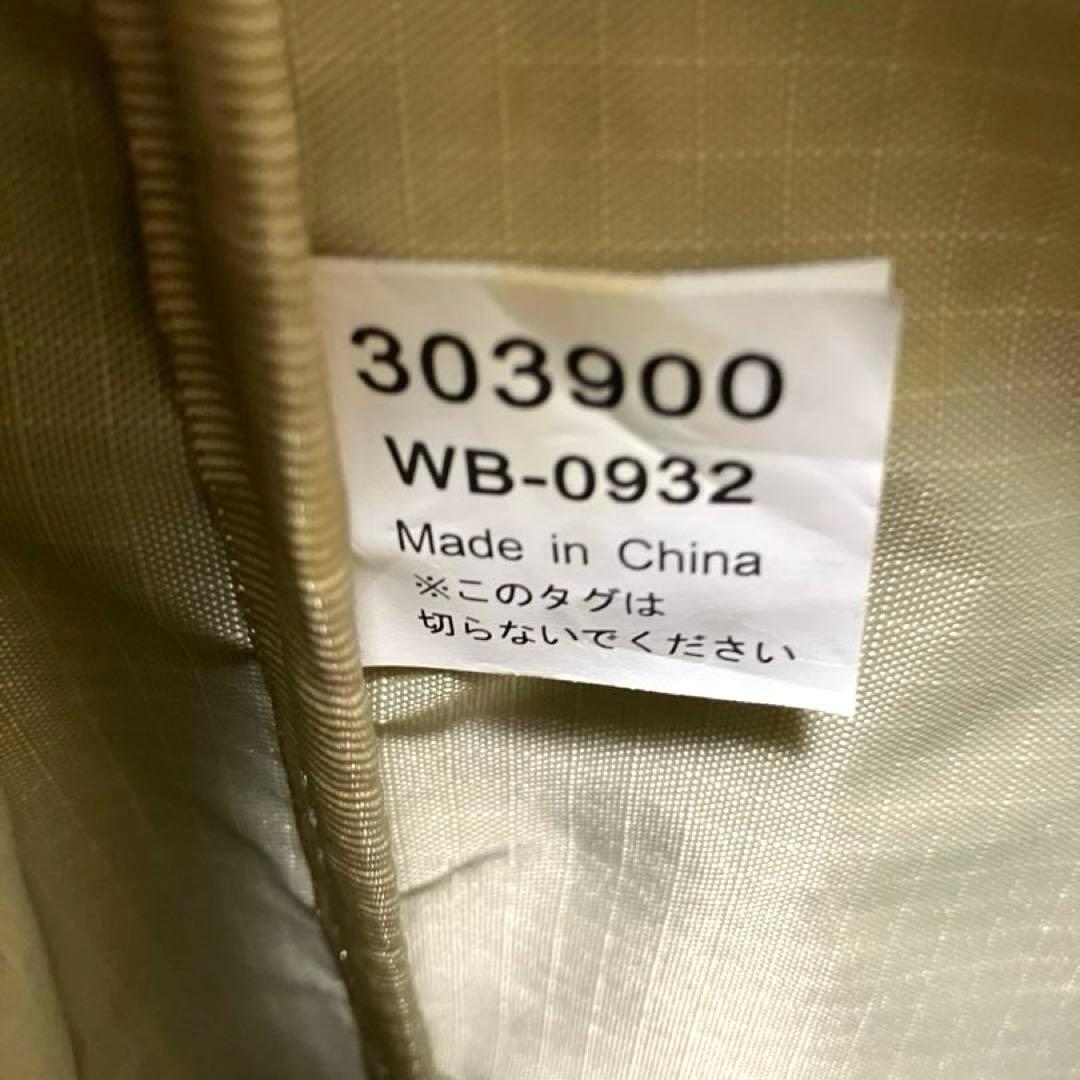 303900
WB-0932
Made in China
※このタグは
切らないでください